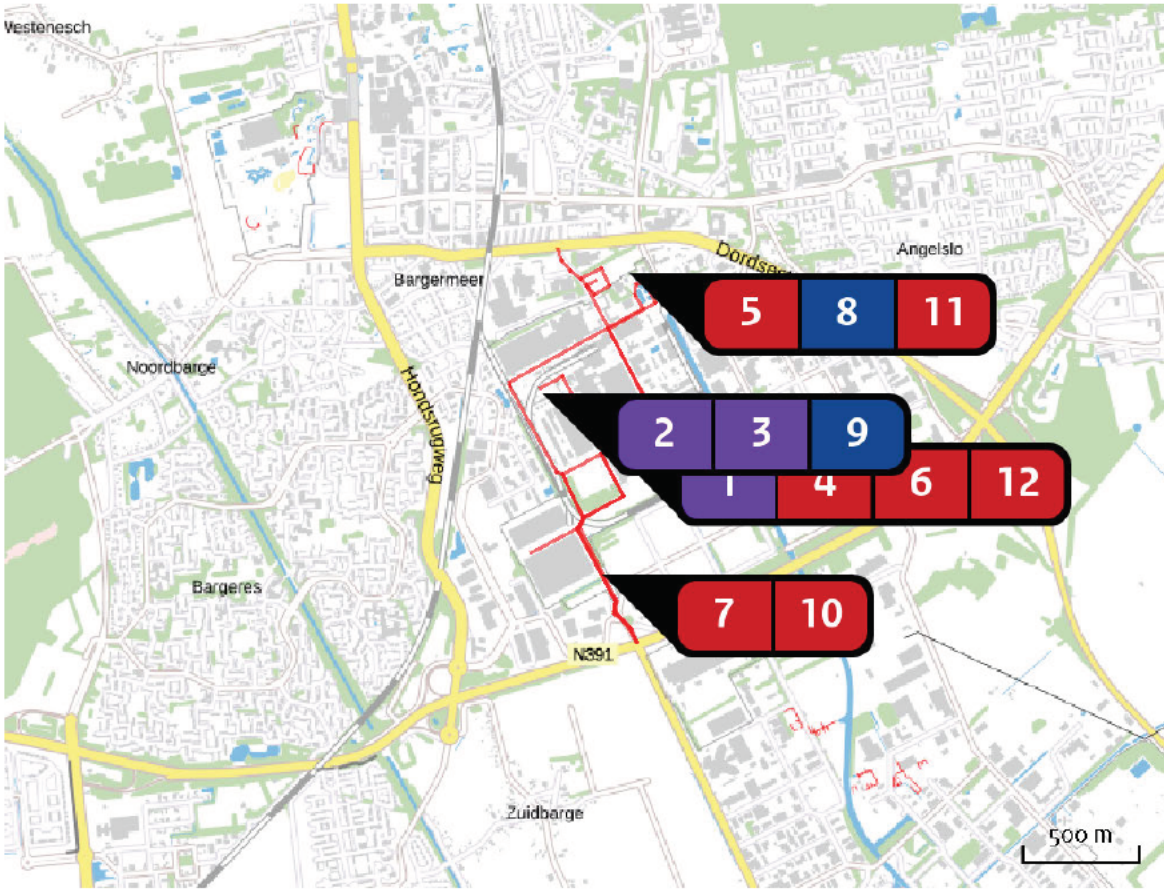 Westenesch
Angelslo
Bargermeer
5 8 11
Noordbarge
Hondsrugweg
2 3 9
1 4 6 12
Bargeres
7 10
N391
Zuidbarge
500 m